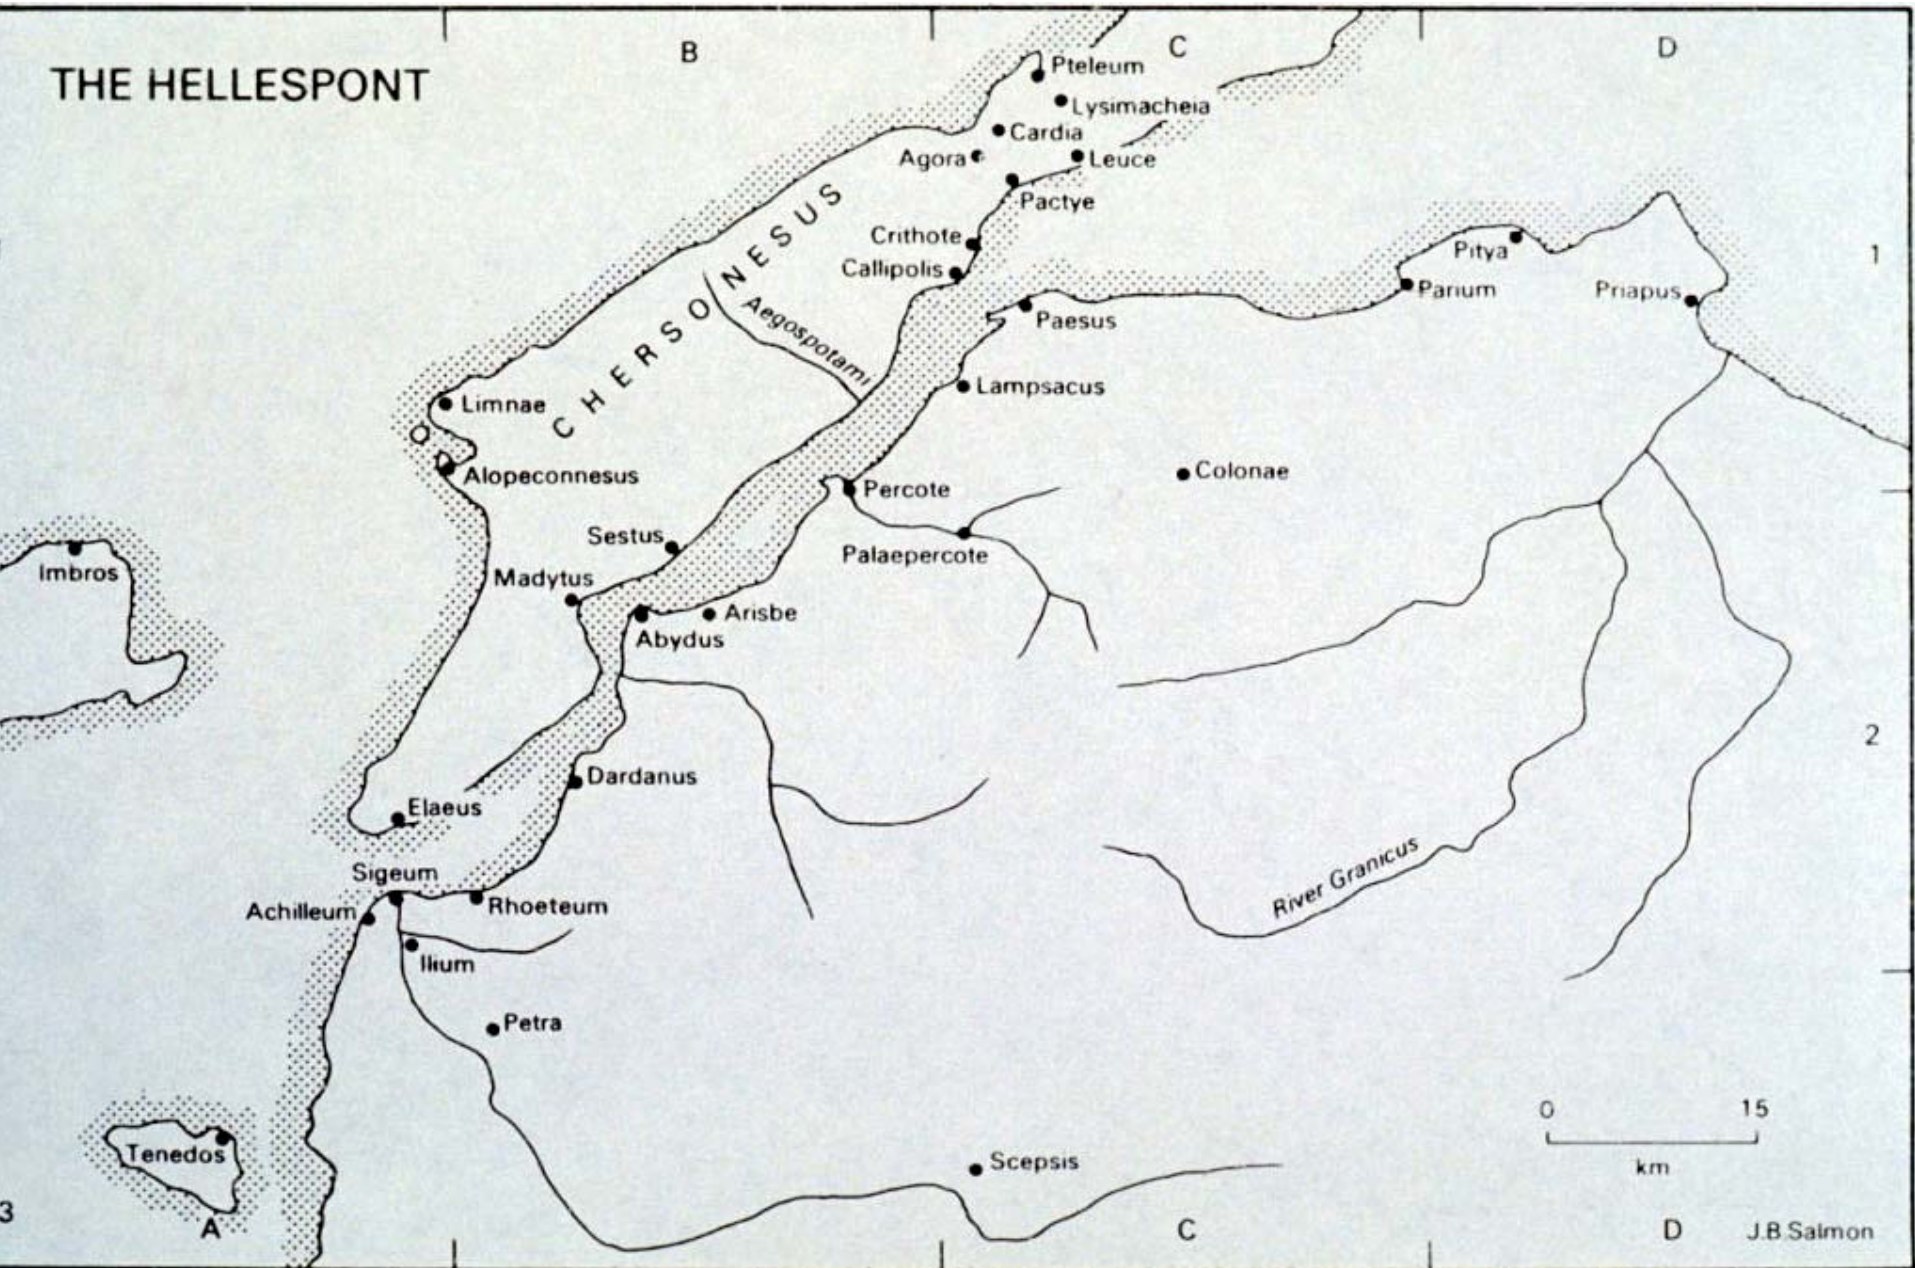 THE HELLESPONT
B
C
D
Pteleum
Lysimacheia
Cardia
Agora
Leuce
Pactye
CHERSONESUS
Crithote
Callipolis
Pitya
1
Parium
Priapus
Aegospotami
Paesus
Lampsacus
Limnae
Alopeconnesus
Colonae
Percote
Sestus
Palaepercote
Imbros
Madytus
Arisbe
Abydus
2
Dardanus
Elaeus
Sigeum
Achilleum
Rhoeteum
River Granicus
Ilium
Petra
0 15
km
Tenedos
Scepsis
3
A
C
D
J.B.Salmon